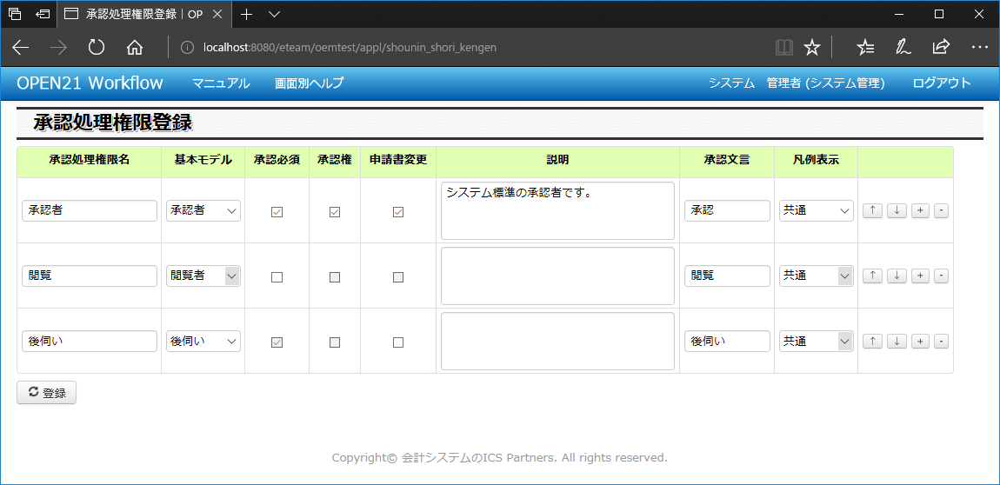 承認処理権限登録 | OP
localhost:8080/eteam/oemtest/appl/shounin_shori_kengen
OPEN21 Workflow マニュアル 画面別ヘルプ システム 管理者 (システム管理) ログアウト
承認処理権限登録
承認処理権限名 基本モデル 承認必須 承認権 申請書変更 説明 承認文言 凡例表示
承認者 承認者 システム標準の承認者です。 承認 共通 ↑ ↓ + -
閲覧 閲覧者 閲覧 共通 ↑ ↓ + -
後伺い 後伺い 後伺い 共通 ↑ ↓ + -
登録
Copyright© 会計システムのICS Partners. All rights reserved.